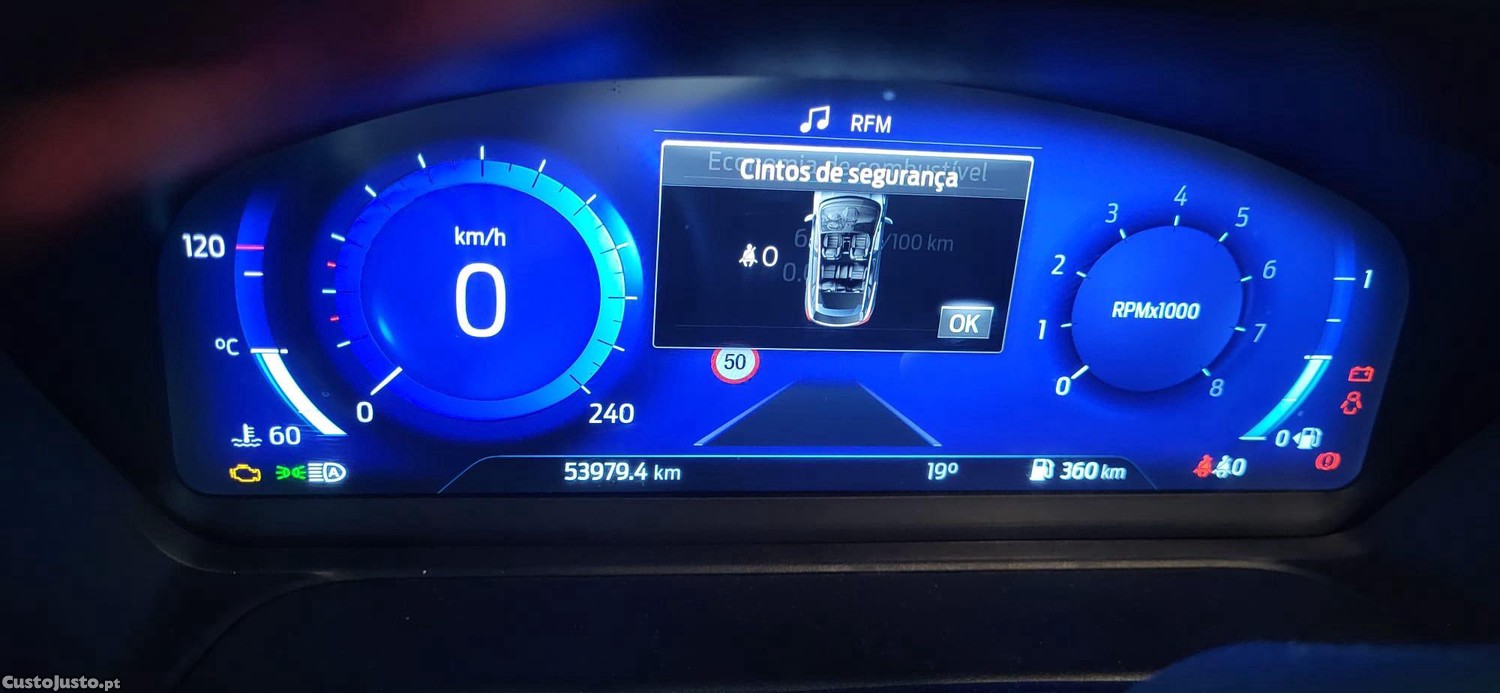 RFM
Economia de combustível
Cintos de segurança
0
/100 km
OK
120
°C
60
km/h
0
0
240
50
0
1
2
3
4
5
6
7
8
RPMx1000
1
0
A
53979.4 km
19°
360 km
0
CustoJusto.pt